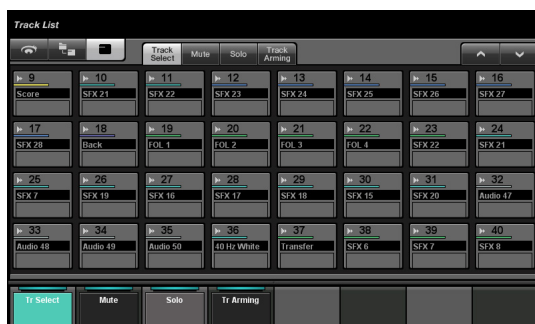 Track List
Track Select Mute Solo Track Arming
9 10 11 12 13 14 15 16
Score SFX 21 SFX 22 SFX 23 SFX 24 SFX 25 SFX 26 SFX 27
17 18 19 20 21 22 23 24
SFX 28 Back FOL 1 FOL 2 FOL 3 FOL 4 SFX 22 SFX 21
25 26 27 28 29 30 31 32
SFX 7 SFX 19 SFX 16 SFX 17 SFX 18 SFX 15 SFX 20 Audio 47
33 34 35 36 37 38 39 40
Audio 48 Audio 49 Audio 50 40 Hz White Transfer SFX 6 SFX 7 SFX 8
Tr Select Mute Solo Tr Arming